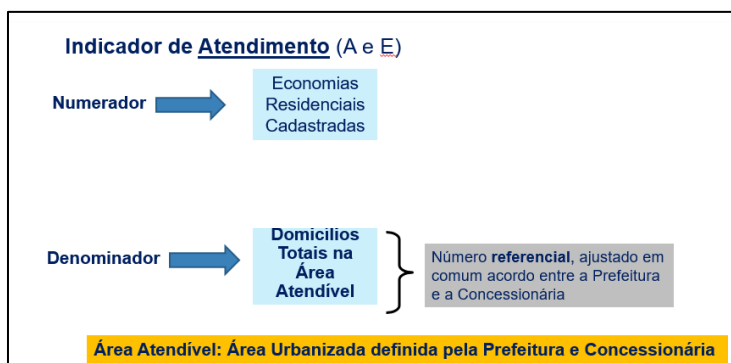 Indicador de Atendimento (A e E)
Numerador
Economias
Residenciais
Cadastradas
Denominador
Domicílios
Totais na
Área
Atendível
Número referencial, ajustado em
comum acordo entre a Prefeitura
e a Concessionária
Área Atendível: Área Urbanizada definida pela Prefeitura e Concessionária